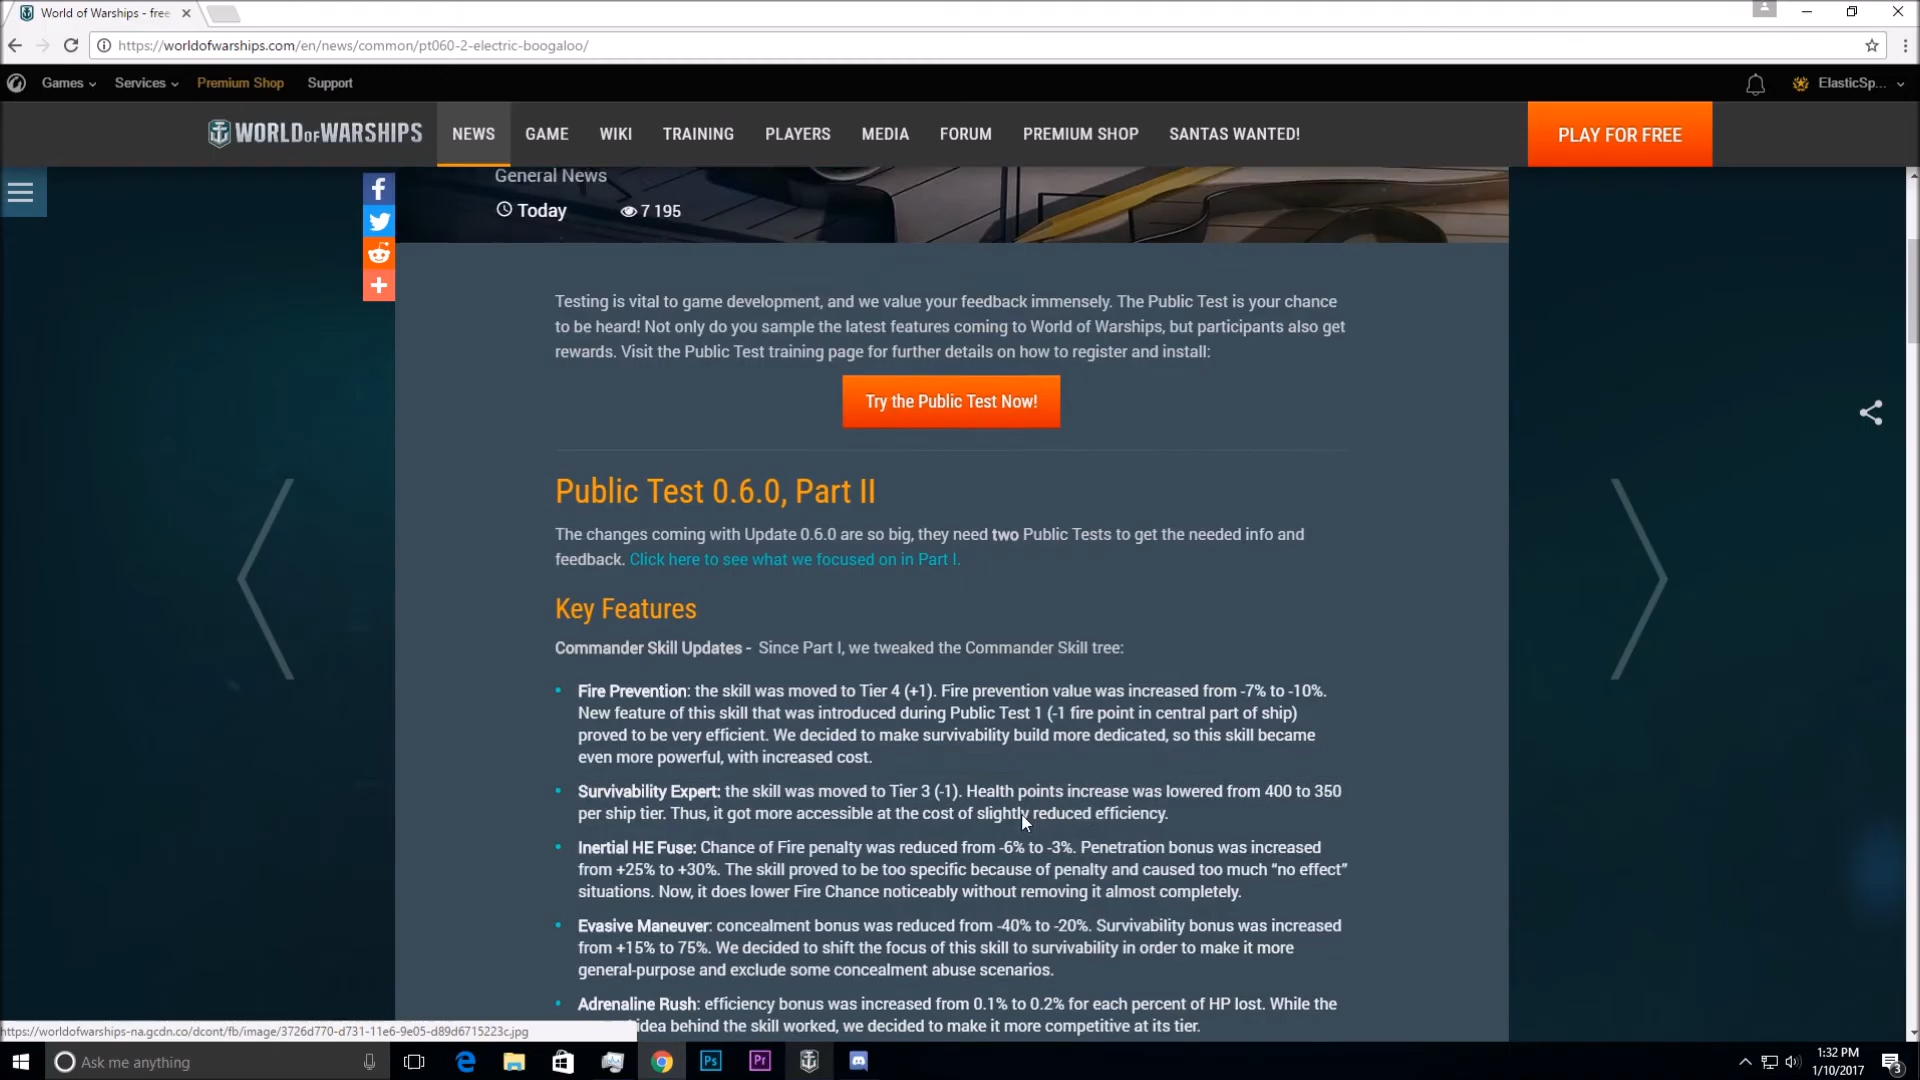 World of Warships - free
https://worldofwarships.com/en/news/common/pt060-2-electric-boogaloo/
Games Services Premium Shop Support ElasticSp...
WORLD OF WARSHIPS NEWS GAME WIKI TRAINING PLAYERS MEDIA FORUM PREMIUM SHOP SANTAS WANTED! PLAY FOR FREE
General News
Today 7 195
Testing is vital to game development, and we value your feedback immensely. The Public Test is your chance
to be heard! Not only do you sample the latest features coming to World of Warships, but participants also get
rewards. Visit the Public Test training page for further details on how to register and install:
Try the Public Test Now!
Public Test 0.6.0, Part II
The changes coming with Update 0.6.0 are so big, they need two Public Tests to get the needed info and
feedback. Click here to see what we focused on in Part I.
Key Features
Commander Skill Updates - Since Part I, we tweaked the Commander Skill tree:
• Fire Prevention: the skill was moved to Tier 4 (+1). Fire prevention value was increased from -7% to -10%.
New feature of this skill that was introduced during Public Test 1 (-1 fire point in central part of ship)
proved to be very efficient. We decided to make survivability build more dedicated, so this skill became
even more powerful, with increased cost.
• Survivability Expert: the skill was moved to Tier 3 (-1). Health points increase was lowered from 400 to 350
per ship tier. Thus, it got more accessible at the cost of slightly reduced efficiency.
• Inertial HE Fuse: Chance of Fire penalty was reduced from -6% to -3%. Penetration bonus was increased
from +25% to +30%. The skill proved to be too specific because of penalty and caused too much “no effect”
situations. Now, it does lower Fire Chance noticeably without removing it almost completely.
• Evasive Maneuver: concealment bonus was reduced from -40% to -20%. Survivability bonus was increased
from +15% to 75%. We decided to shift the focus of this skill to survivability in order to make it more
general-purpose and exclude some concealment abuse scenarios.
• Adrenaline Rush: efficiency bonus was increased from 0.1% to 0.2% for each percent of HP lost. While the
idea behind the skill worked, we decided to make it more competitive at its tier.
https://worldofwarships-na.gcdn.co/dcont/fb/image/3726d770-d731-11e6-9e05-d89d6715223c.jpg
Ask me anything
Ps
Pr
1:32 PM
1/10/2017
3